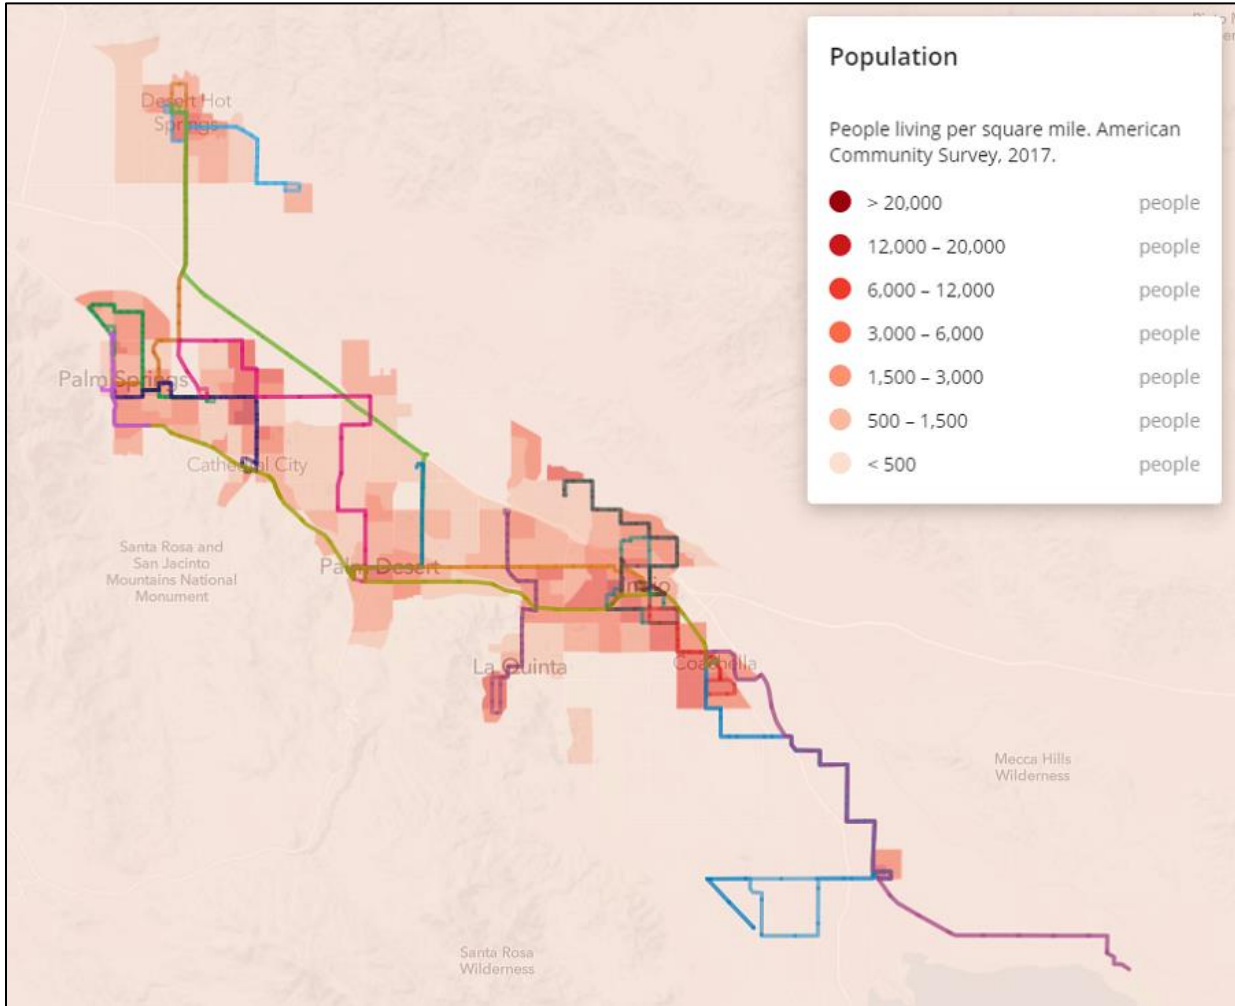 Population
People living per square mile. American
Community Survey, 2017.
> 20,000 people
12,000 – 20,000 people
6,000 – 12,000 people
3,000 – 6,000 people
1,500 – 3,000 people
500 – 1,500 people
< 500 people
Desert Hot
Springs
Palm Springs
Cathedral City
Santa Rosa and
San Jacinto
Mountains National
Monument
Palm Desert
Indio
La Quinta
Coachella
Mecca Hills
Wilderness
Santa Rosa
Wilderness